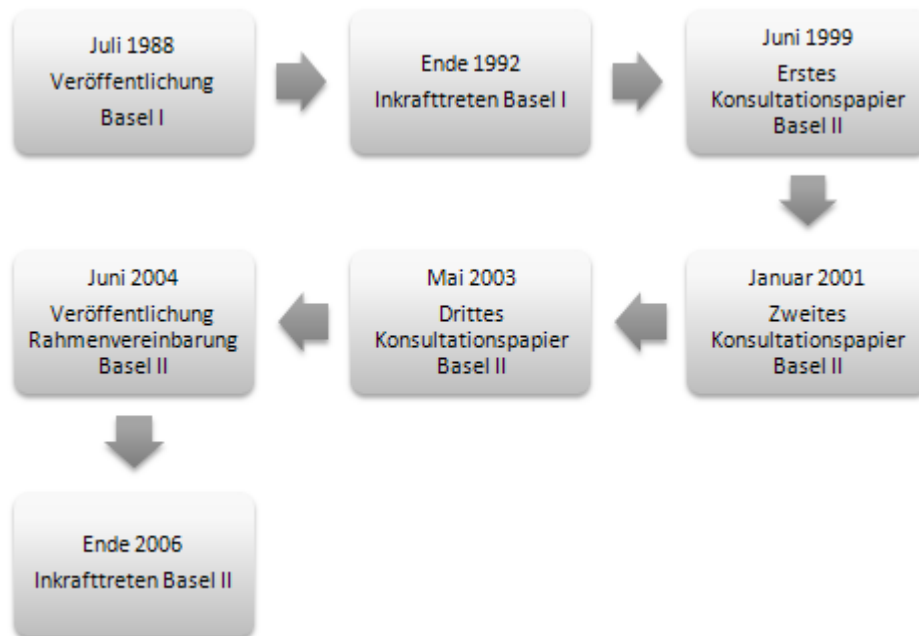 Juli 1988
Veröffentlichung
Basel I
Ende 1992
Inkrafttreten Basel I
Juni 1999
Erstes
Konsultationspapier
Basel II
Januar 2001
Zweites
Konsultationspapier
Basel II
Mai 2003
Drittes
Konsultationspapier
Basel II
Juni 2004
Veröffentlichung
Rahmenvereinbarung
Basel II
Ende 2006
Inkrafttreten Basel II